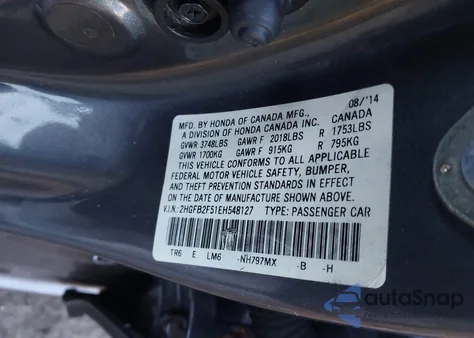 MFD. BY HONDA OF CANADA MFG., 08/'14
A DIVISION OF HONDA CANADA INC. CANADA
GVWR 3748LBS GAWR F 2018LBS R 1753LBS
GVWR 1700KG GAWR F 915KG R 795KG
THIS VEHICLE CONFORMS TO ALL APPLICABLE
FEDERAL MOTOR VEHICLE SAFETY, BUMPER,
AND THEFT PREVENTION STANDARDS IN EFFECT
ON THE DATE OF MANUFACTURE SHOWN ABOVE.
V.I.N.: 2HGFB2F51EH548127 TYPE: PASSENGER CAR
TR6 E LM6 -NH797MX -B -H
autoSnap